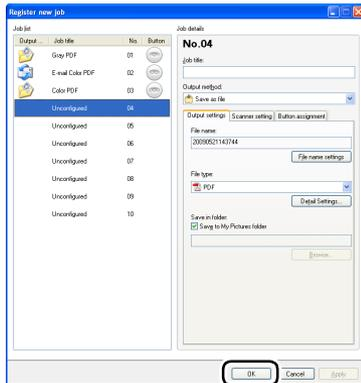 Register new job
Job list
Output ... Job title No. Button
Gray PDF 01
E-mail Color PDF 02
Color PDF 03
Unconfigured 04
Unconfigured 05
Unconfigured 06
Unconfigured 07
Unconfigured 08
Unconfigured 09
Unconfigured 10
Job details
No.04
Job title:
Output method:
Save as file
Output settings Scanner setting Button assignment
File name:
20090521143744
File name settings
File type:
PDF
Detail Settings...
Save in folder:
Save to My Pictures folder
Browse...
OK Cancel Apply